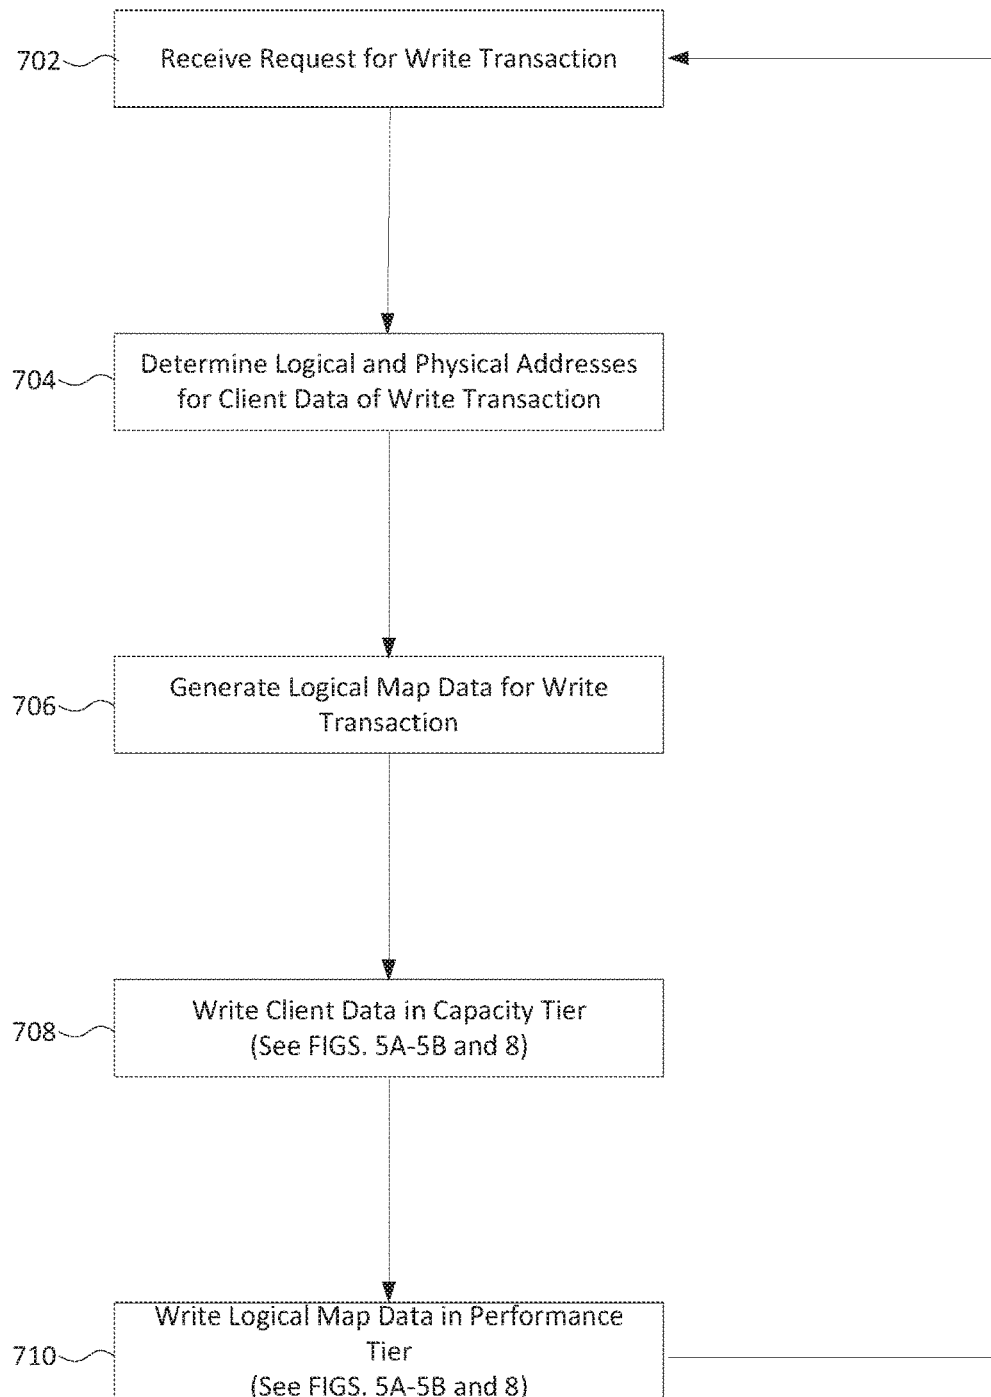 702
Receive Request for Write Transaction
704
Determine Logical and Physical Addresses
for Client Data of Write Transaction
706
Generate Logical Map Data for Write
Transaction
708
Write Client Data in Capacity Tier
(See FIGS. 5A-5B and 8)
710
Write Logical Map Data in Performance
Tier
(See FIGS. 5A-5B and 8)